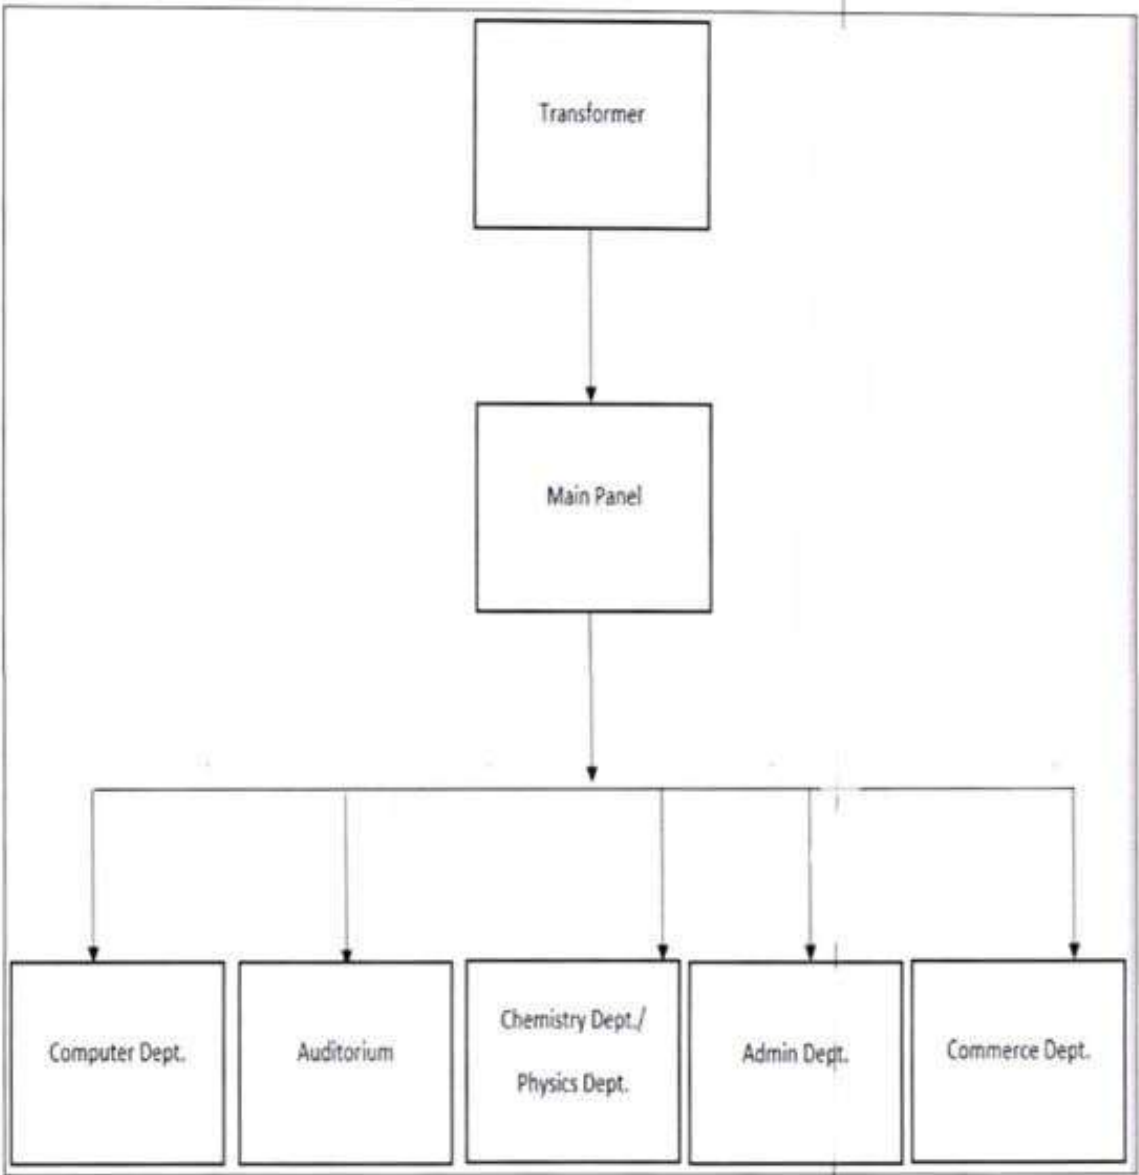 Transformer
Main Panel
Computer Dept.
Auditorium
Chemistry Dept./
Physics Dept.
Admin Dept.
Commerce Dept.